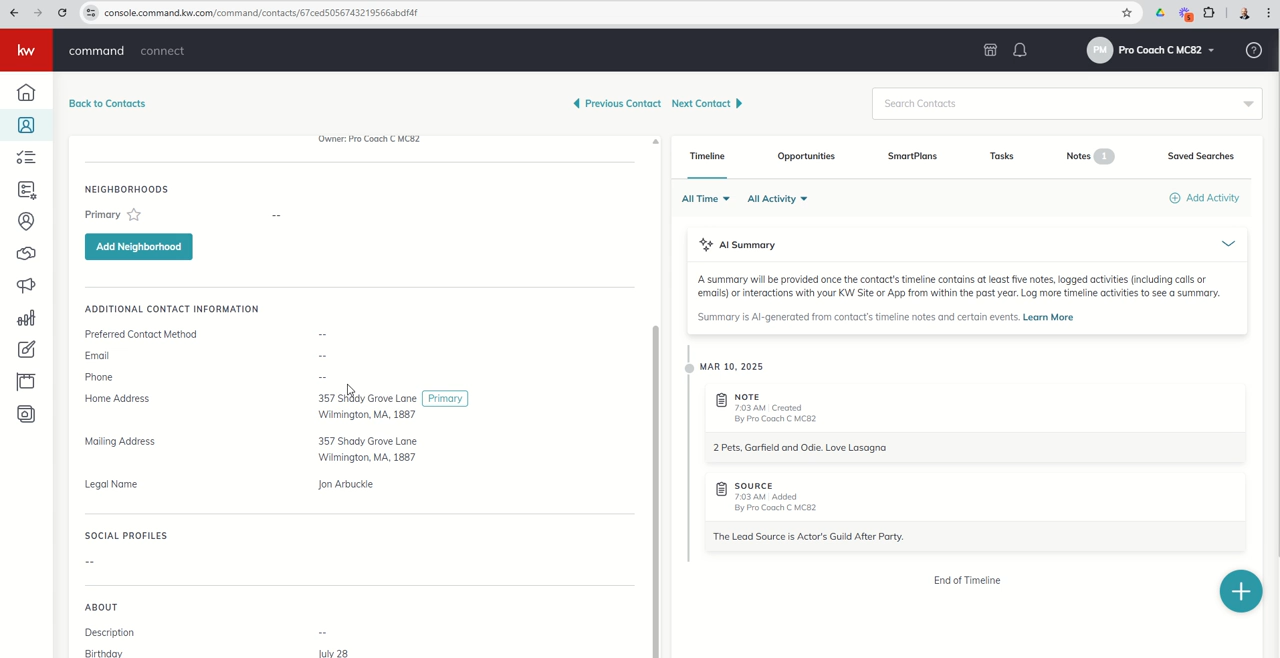 console.command.kw.com/command/contacts/67ced5056743219566abdf4f
5
kw
command
connect
PM
Pro Coach C MC82
?
Back to Contacts
Previous Contact
Next Contact
Search Contacts
Owner: Pro Coach C MC82
NEIGHBORHOODS
Primary
--
Add Neighborhood
ADDITIONAL CONTACT INFORMATION
Preferred Contact Method
--
Email
--
Phone
--
Home Address
357 Shady Grove Lane
Primary
Wilmington, MA, 1887
Mailing Address
357 Shady Grove Lane
Wilmington, MA, 1887
Legal Name
Jon Arbuckle
SOCIAL PROFILES
--
ABOUT
Description
--
Birthday
July 28
Timeline
Opportunities
SmartPlans
Tasks
Notes 1
Saved Searches
All Time
All Activity
Add Activity
AI Summary
A summary will be provided once the contact's timeline contains at least five notes, logged activities (including calls or
emails) or interactions with your KW Site or App from within the past year. Log more timeline activities to see a summary.
Summary is AI-generated from contact's timeline notes and certain events. Learn More
MAR 10, 2025
NOTE
7:03 AM | Created
By Pro Coach C MC82
2 Pets, Garfield and Odie. Love Lasagna
SOURCE
7:03 AM | Added
By Pro Coach C MC82
The Lead Source is Actor's Guild After Party.
End of Timeline